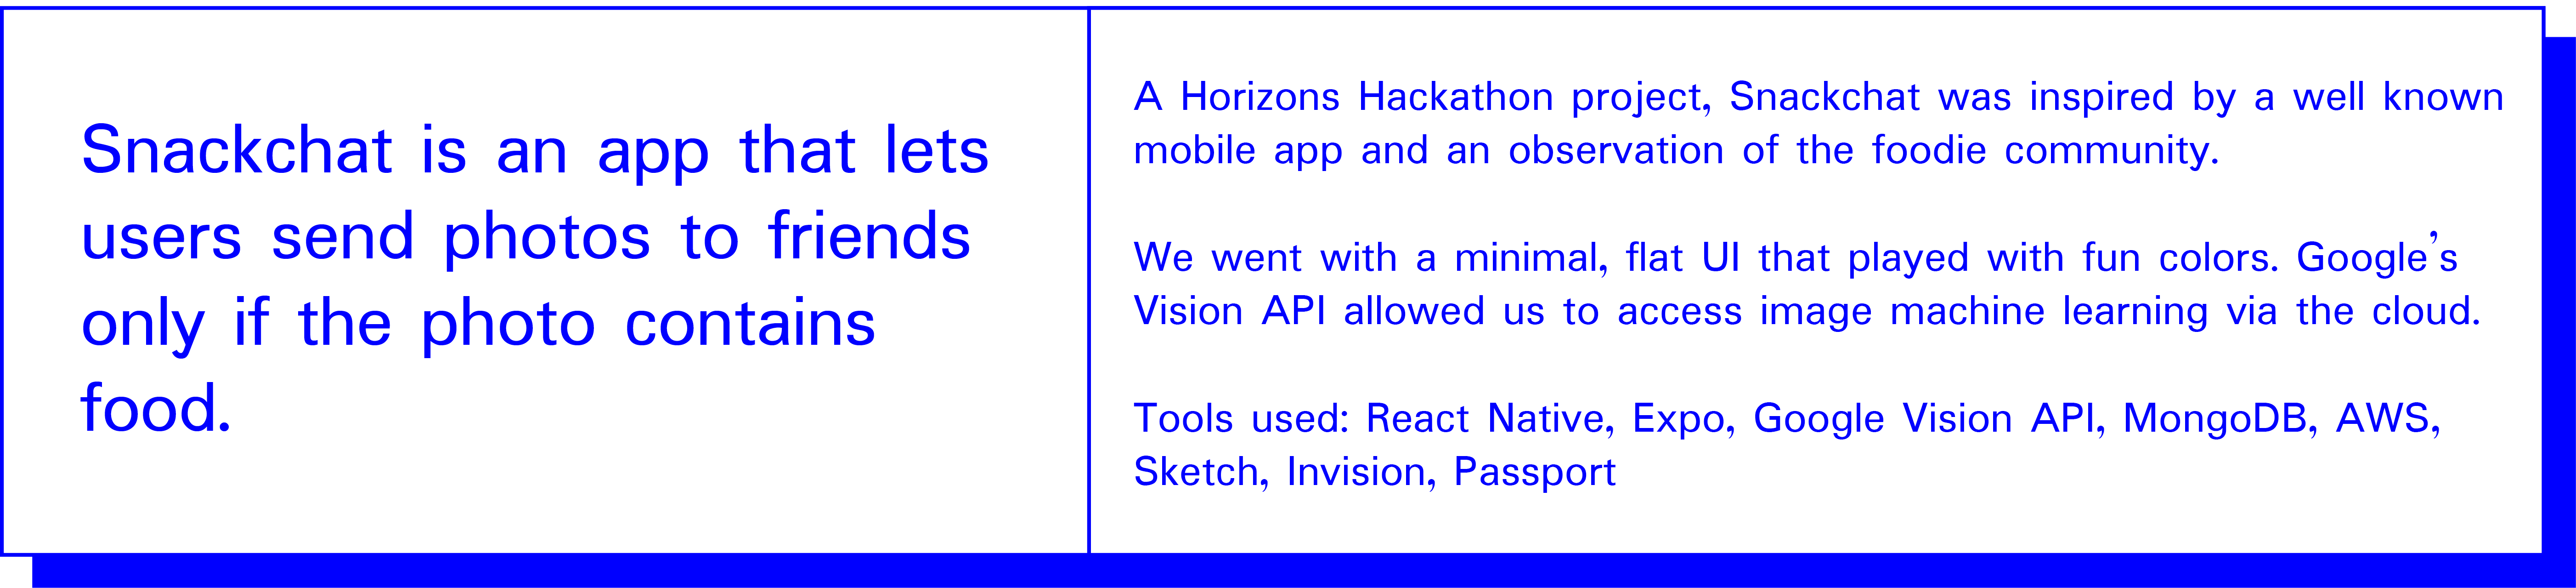 Snackchat is an app that lets
users send photos to friends
only if the photo contains
food.
A Horizons Hackathon project, Snackchat was inspired by a well known
mobile app and an observation of the foodie community.
We went with a minimal, flat UI that played with fun colors. Google’s
Vision API allowed us to access image machine learning via the cloud.
Tools used: React Native, Expo, Google Vision API, MongoDB, AWS,
Sketch, Invision, Passport